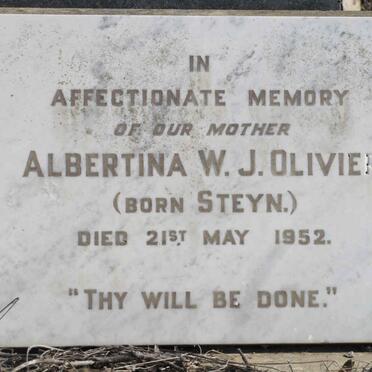 IN
AFFECTIONATE MEMORY
OF OUR MOTHER
ALBERTINA W. J. OLIVIE
(BORN STEYN.)
DIED 21ST MAY 1952.
"THY WILL BE DONE."